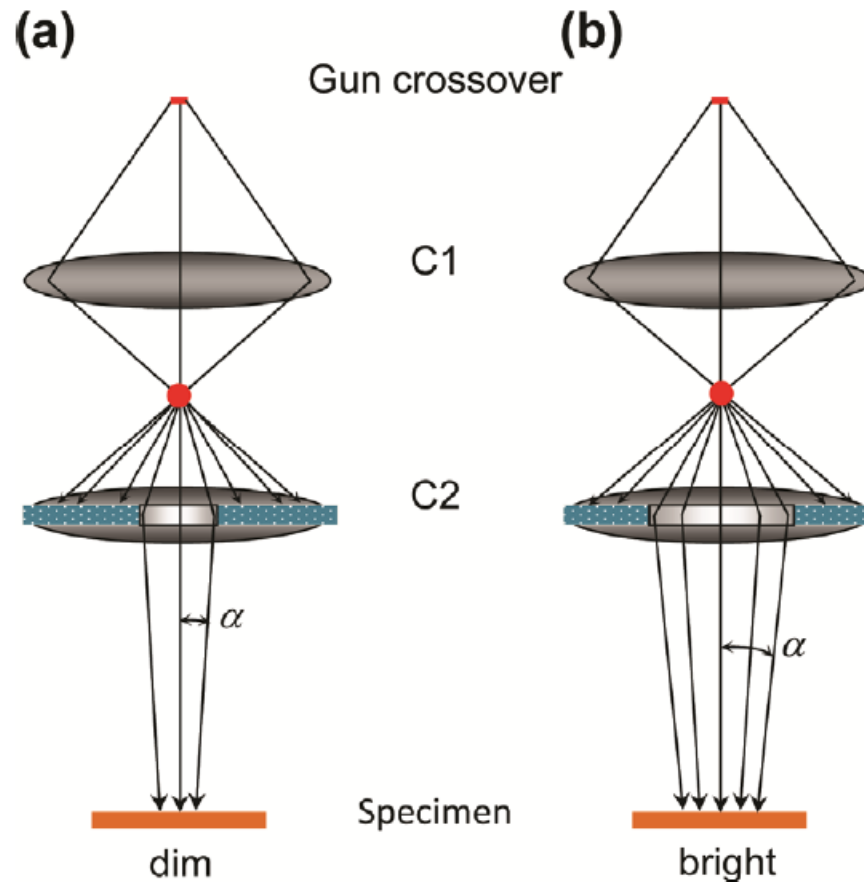 (a)
(b)
Gun crossover
C1
C2
α
α
Specimen
dim
bright